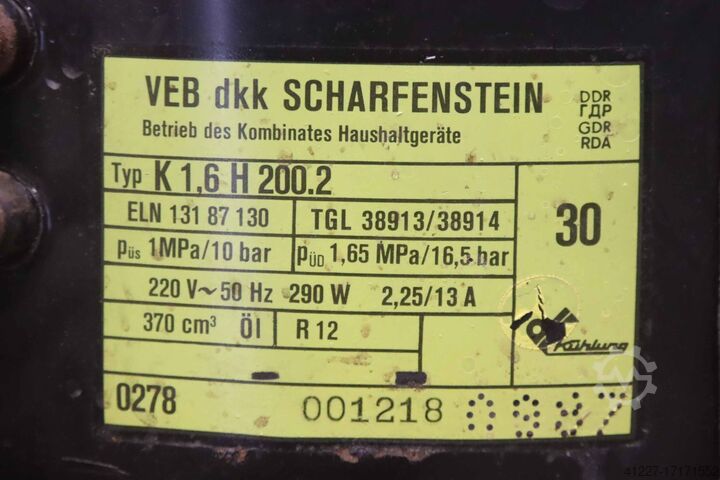 VEB dkk SCHARFENSTEIN
DDR
ГДР
GDR
RDA
Betrieb des Kombinates Haushaltgeräte
Typ K 1,6 H 200.2
30
ELN 131 87 130
TGL 38913/38914
püs 1MPa/10 bar
püD 1,65 MPa/16,5 bar
220 V~50 Hz 290 W 2,25/13 A
370 cm³ Öl R 12
Kühlung
0278 001218
41227-17171552